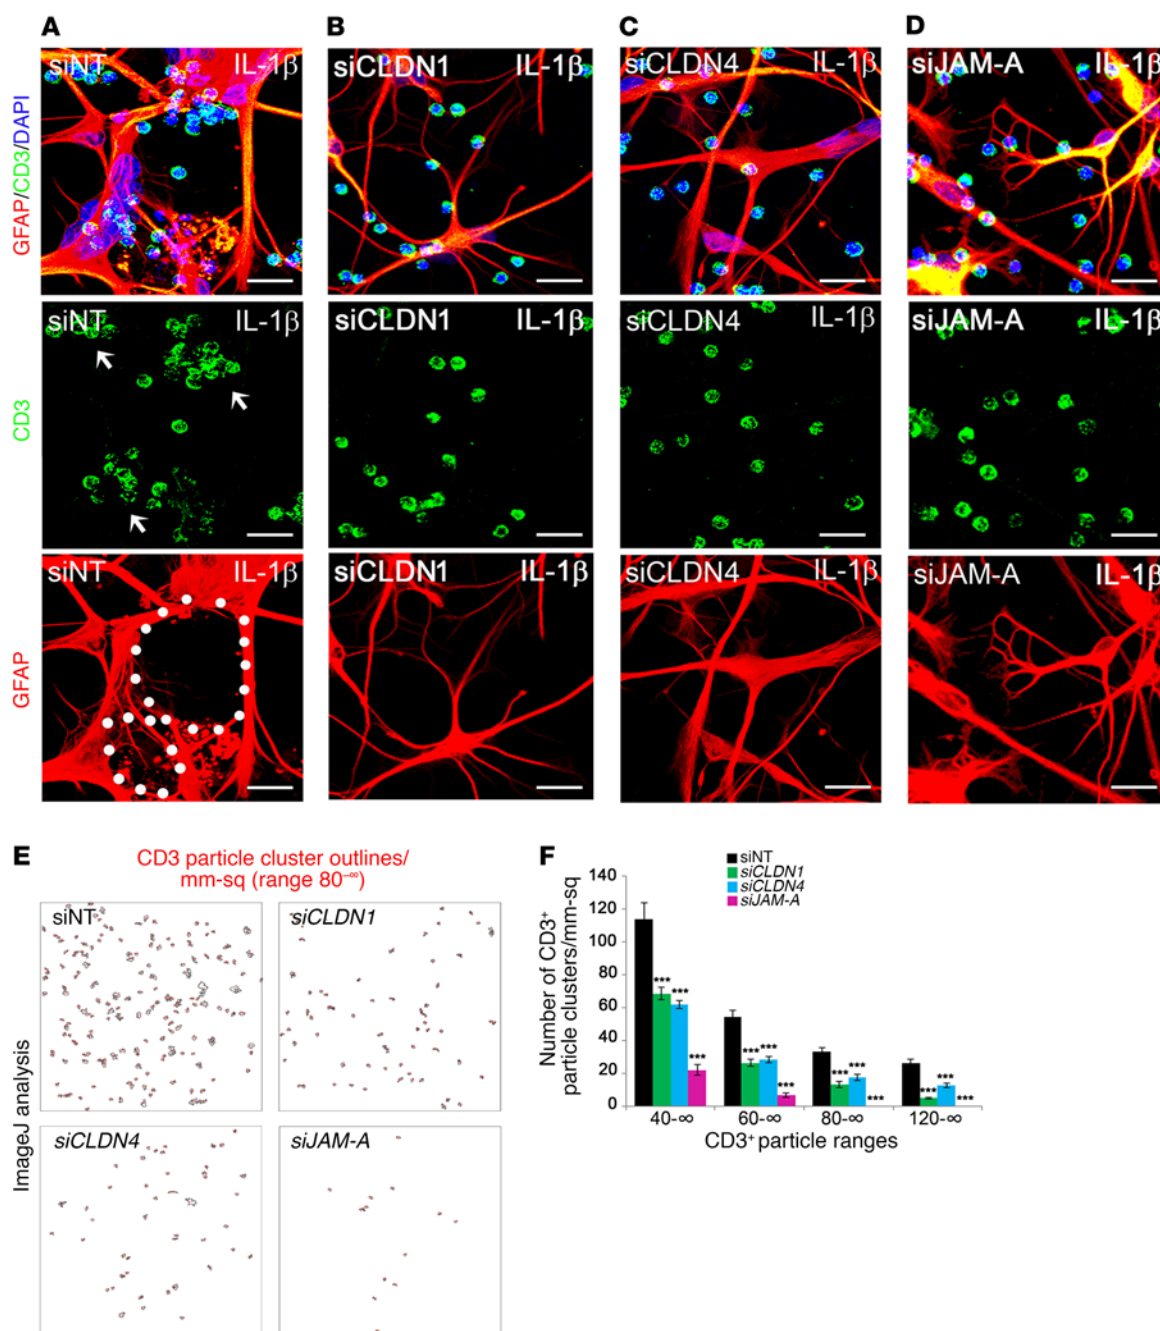 A
B
C
D
GFAP/CD3/DAPI
siNT IL-1β
siCLDN1 IL-1β
siCLDN4 IL-1β
siJAM-A IL-1β
CD3
siNT IL-1β
siCLDN1 IL-1β
siCLDN4 IL-1β
siJAM-A IL-1β
GFAP
siNT IL-1β
siCLDN1 IL-1β
siCLDN4 IL-1β
siJAM-A IL-1β
E
CD3 particle cluster outlines/
mm-sq (range 80-∞)
ImageJ analysis
siNT
siCLDN1
siCLDN4
siJAM-A
F
siNT
siCLDN1
siCLDN4
siJAM-A
Number of CD3+
particle clusters/mm-sq
140
120
100
80
60
40
20
0
*** *** ***
*** *** ***
*** *** ***
*** *** ***
40-∞ 60-∞ 80-∞ 120-∞
CD3+ particle ranges